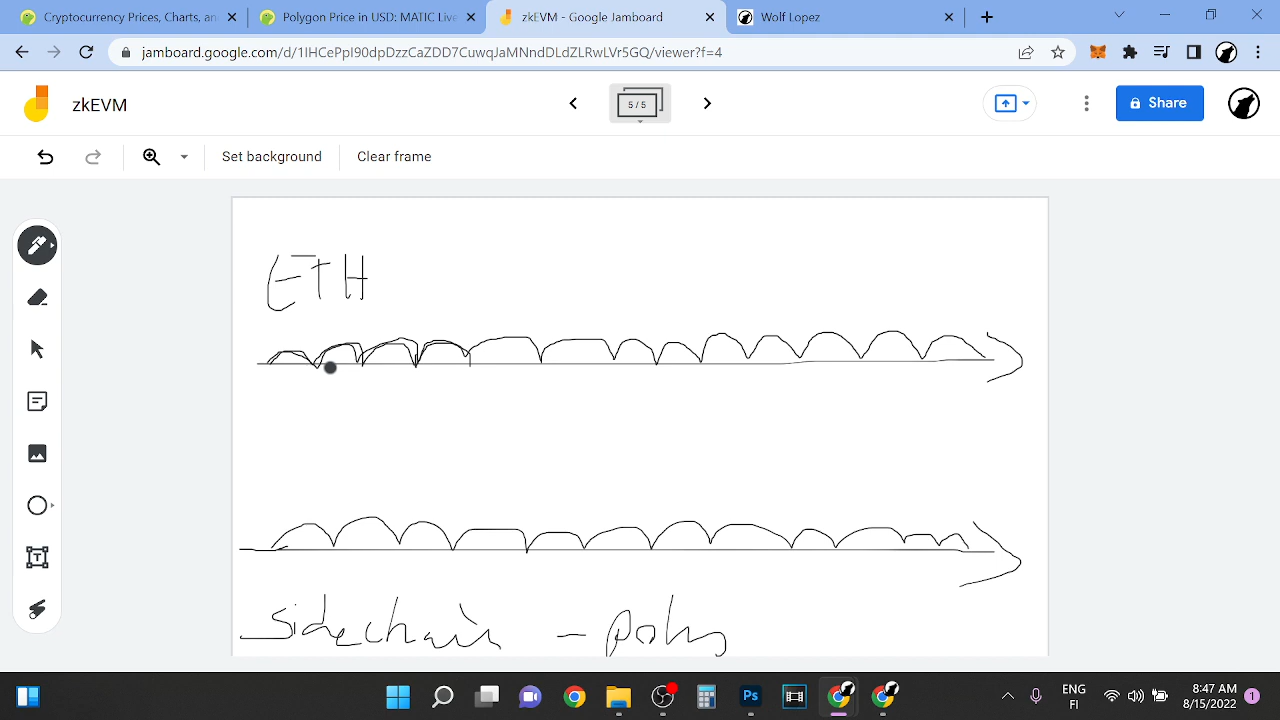 Cryptocurrency Prices, Charts, an
Polygon Price in USD: MATIC Live
zkEVM - Google Jamboard
Wolf Lopez
jamboard.google.com/d/1IHCePpI90dpDzzCaZDD7CuwqJaMNndDLdZLRwLVr5GQ/viewer?f=4
zkEVM
5 / 5
Share
Set background
Clear frame
ETH
Sidechain - poly
Ps
ENG
FI
8:47 AM
8/15/2022
1